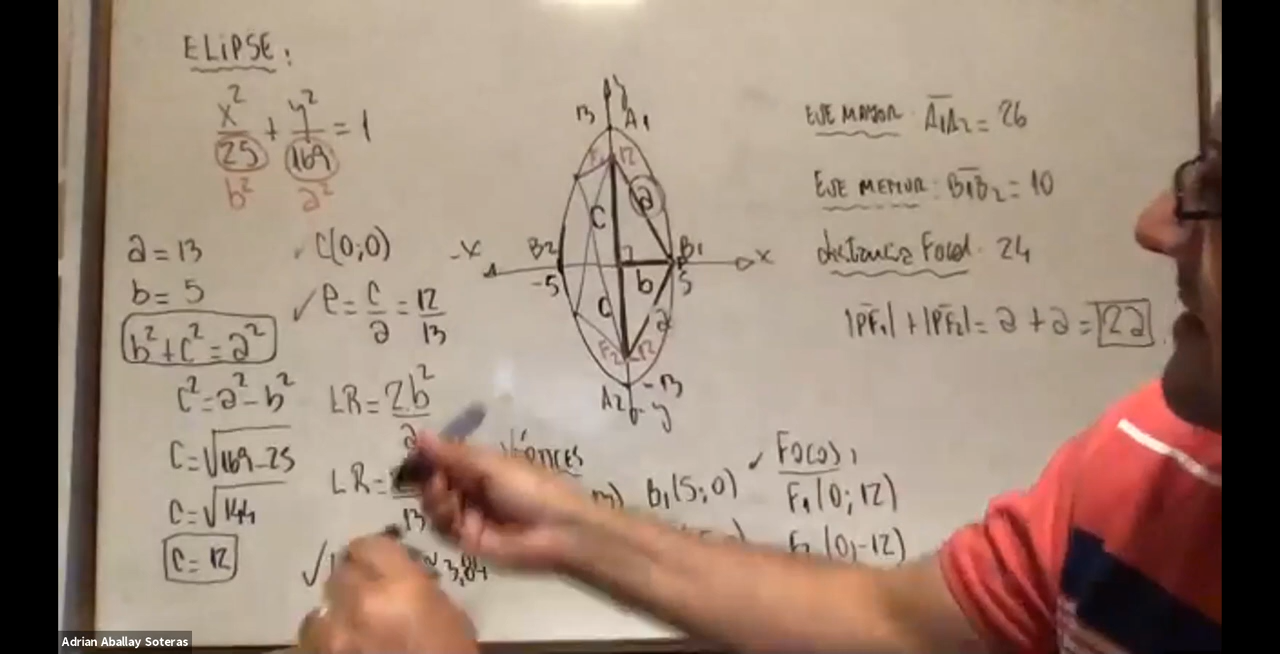 ELIPSE:
x²/25 + y²/169 = 1
b² a²
a = 13
b = 5
b² + c² = a²
c² = a² - b²
c = √169-25
c = √144
c = 12
C(0;0)
✓ e = c/a = 12/13
LR = 2b²/a
LR =
13
✓
≈ 3,84
y
13 A1
F1 12
a
C
-x B2 B1 x
-5 b 5
C a
F2 -12
A2 -13
-y
B1(5;0)
✓ Focos:
F1(0;12)
F2(0;-12)
EJE MAYOR: A1A2 = 26
EJE MENOR: B1B2 = 10
distancia Focal: 24
|PF1| + |PF2| = a + a = 2a
Adrian Aballay Soteras